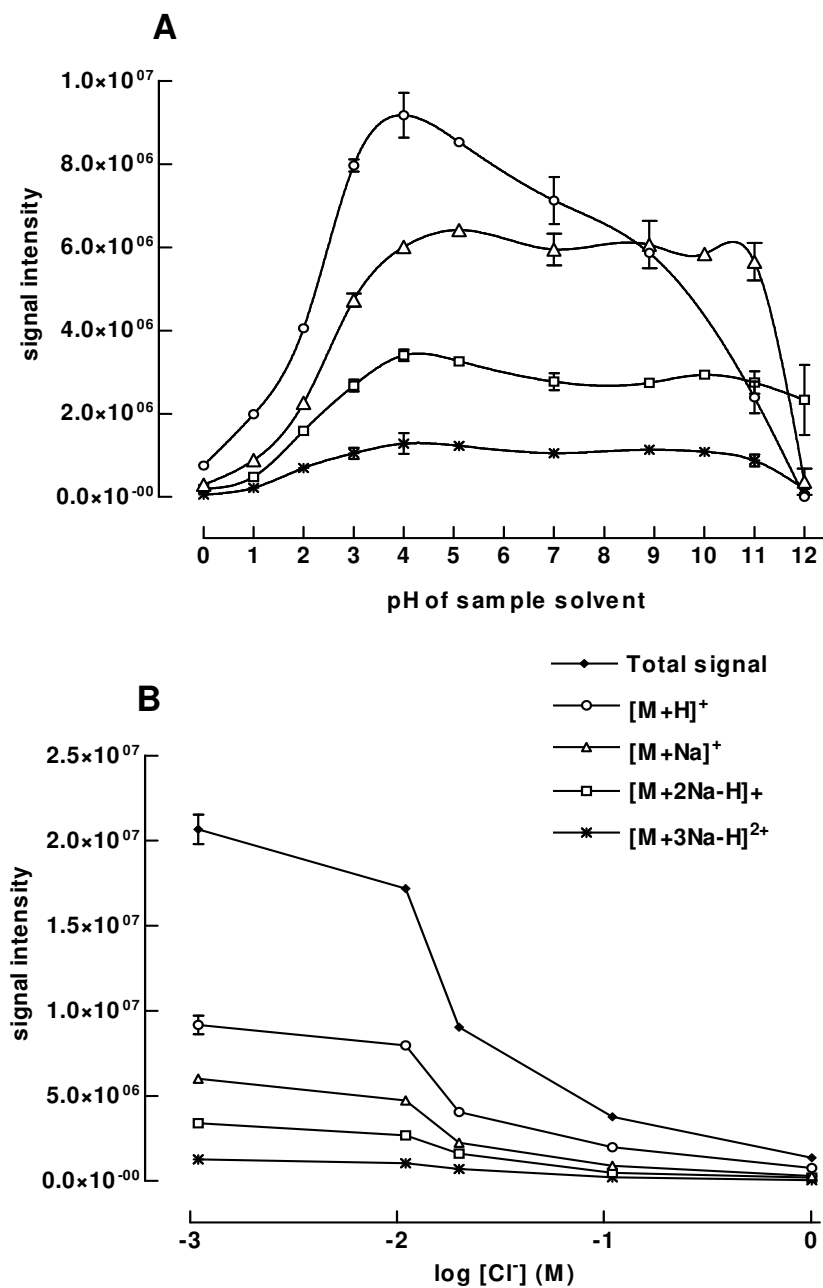 A
1.0×10⁰⁷
8.0×10⁰⁶
6.0×10⁰⁶
4.0×10⁰⁶
2.0×10⁰⁶
0.0×10⁻⁰⁰
signal intensity
0 1 2 3 4 5 6 7 8 9 10 11 12
pH of sample solvent
Total signal
[M+H]⁺
[M+Na]⁺
[M+2Na-H]+
[M+3Na-H]²⁺
B
2.5×10⁰⁷
2.0×10⁰⁷
1.5×10⁰⁷
1.0×10⁰⁷
5.0×10⁰⁶
0.0×10⁻⁰⁰
signal intensity
-3 -2 -1 0
log [Cl⁻] (M)